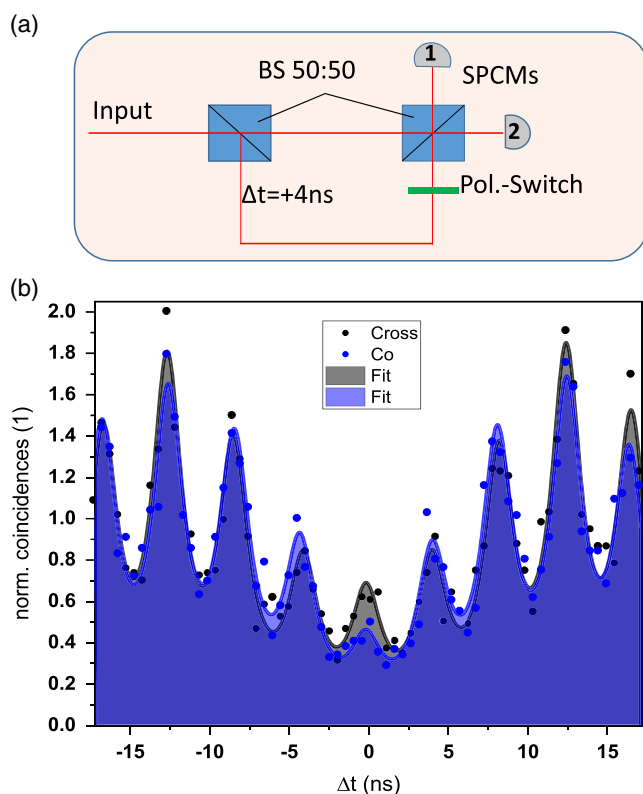 (a)
1
BS 50:50
SPCMs
Input
2
Δt=+4ns
Pol.-Switch
(b)
2.0
1.8
1.6
1.4
1.2
1.0
0.8
0.6
0.4
0.2
0.0
norm. coincidences (1)
Cross
Co
Fit
Fit
-15 -10 -5 0 5 10 15
Δt (ns)